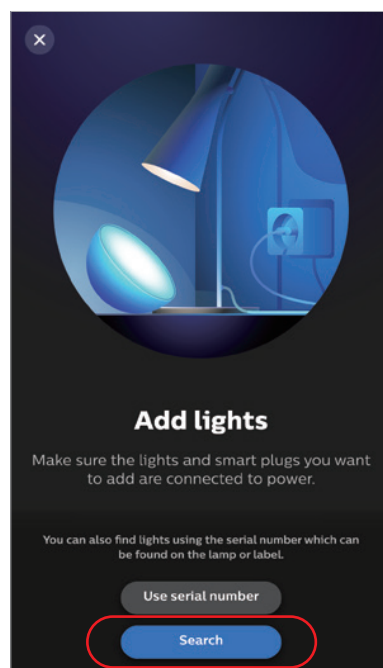 Add lights
Make sure the lights and smart plugs you want
to add are connected to power.
You can also find lights using the serial number which can
be found on the lamp or label.
Use serial number
Search